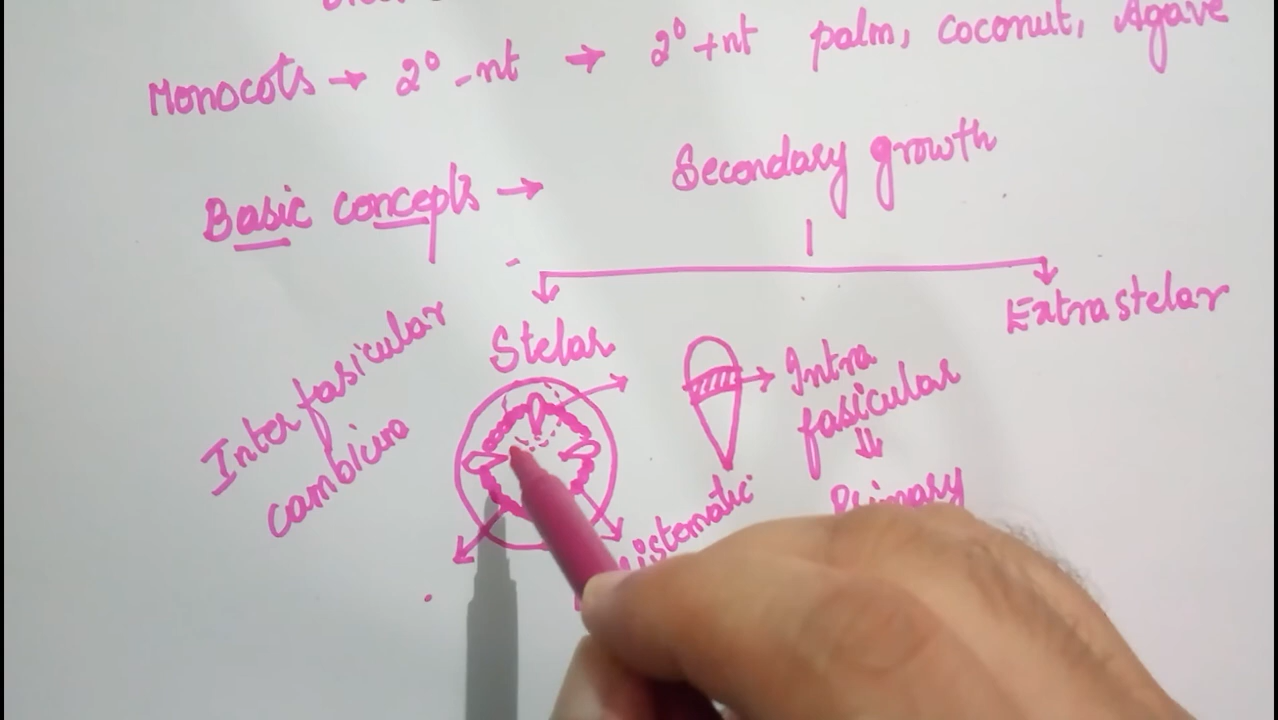 Monocots → 2° -nt → 2° +nt palm, coconut, Agave
Basic concepts →
Secondary growth
Stelar
Extrastelar
Inter fasicular
cambium
Intra
fasicular
Primary